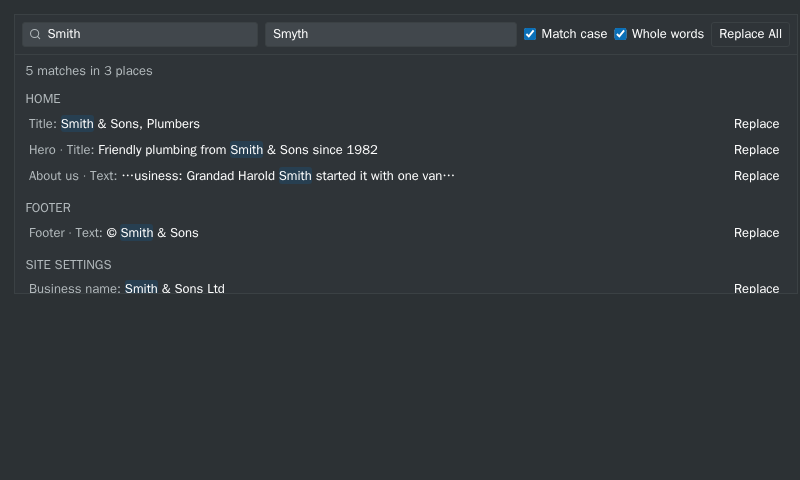 Smith Smyth Match case Whole words Replace All
5 matches in 3 places
HOME
Title: Smith & Sons, Plumbers Replace
Hero · Title: Friendly plumbing from Smith & Sons since 1982 Replace
About us · Text: ···usiness: Grandad Harold Smith started it with one van··· Replace
FOOTER
Footer · Text: © Smith & Sons Replace
SITE SETTINGS
Business name: Smith & Sons Ltd Replace